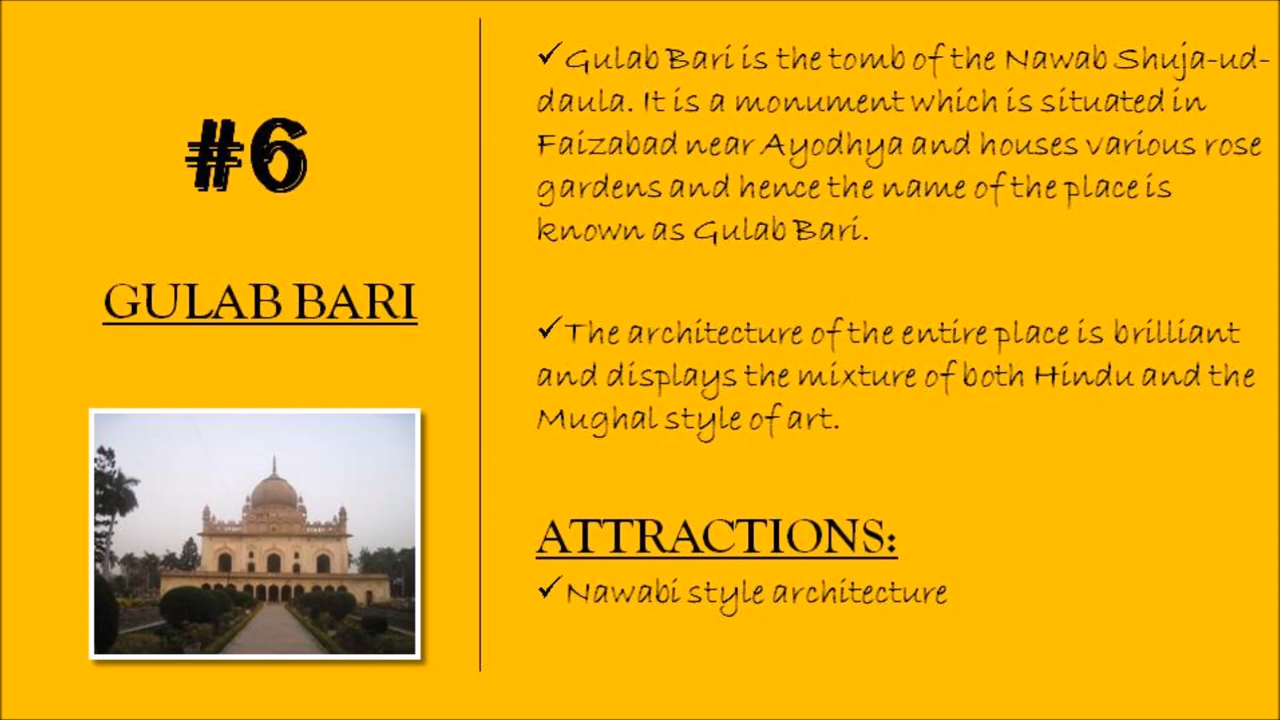 #6
GULAB BARI
✓Gulab Bari is the tomb of the Nawab Shuja-ud-
daula. It is a monument which is situated in
Faizabad near Ayodhya and houses various rose
gardens and hence the name of the place is
known as Gulab Bari.
✓The architecture of the entire place is brilliant
and displays the mixture of both Hindu and the
Mughal style of art.
ATTRACTIONS:
✓Nawabi style architecture